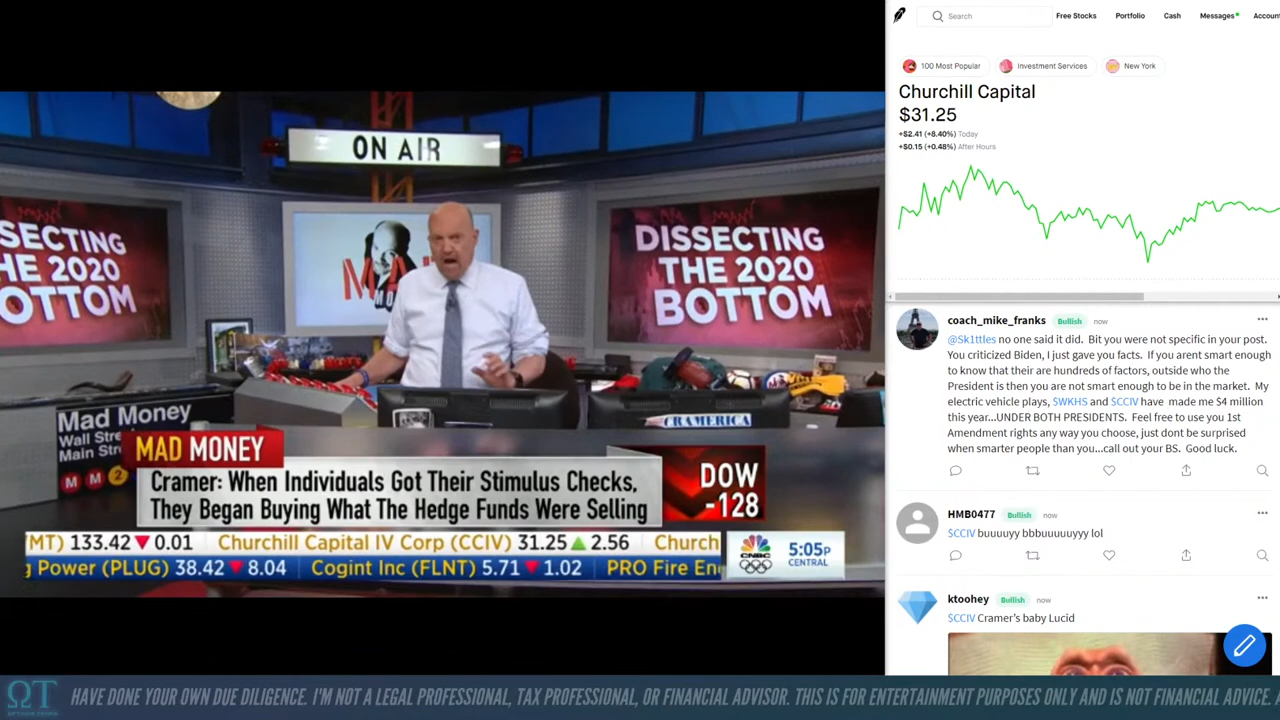 ON AIR
SSECTING
HE 2020
OTTOM
DISSECTING
THE 2020
BOTTOM
CRAMERICA
Mad Money
Wall Stre
Main Stre
MAD MONEY
Cramer: When Individuals Got Their Stimulus Checks,
They Began Buying What The Hedge Funds Were Selling
DOW
-128
MT) 133.42 ▼ 0.01 Churchill Capital IV Corp (CCIV) 31.25 ▲ 2.56 Church
g Power (PLUG) 38.42 ▼ 8.04 Cogint Inc (FLNT) 5.71 ▼ 1.02 PRO Fire En
CNBC
5:05P
CENTRAL
Search
Free Stocks Portfolio Cash Messages Accoun
100 Most Popular Investment Services New York
Churchill Capital
$31.25
+$2.41 (+8.40%) Today
+$0.15 (+0.48%) After Hours
coach_mike_franks Bullish now
@Sk1ttles no one said it did. Bit you were not specific in your post.
You criticized Biden, I just gave you facts. If you arent smart enough
to know that their are hundreds of factors, outside who the
President is then you are not smart enough to be in the market. My
electric vehicle plays, $WKHS and $CCIV have made me $4 million
this year...UNDER BOTH PRESIDENTS. Feel free to use you 1st
Amendment rights any way you choose, just dont be surprised
when smarter people than you...call out your BS. Good luck.
HMB0477 Bullish now
$CCIV buuuuyy bbbuuuuuyyy lol
ktoohey Bullish now
$CCIV Cramer's baby Lucid
ΩT
HAVE DONE YOUR OWN DUE DILIGENCE. I'M NOT A LEGAL PROFESSIONAL, TAX PROFESSIONAL, OR FINANCIAL ADVISOR. THIS IS FOR ENTERTAINMENT PURPOSES ONLY AND IS NOT FINANCIAL ADVICE.